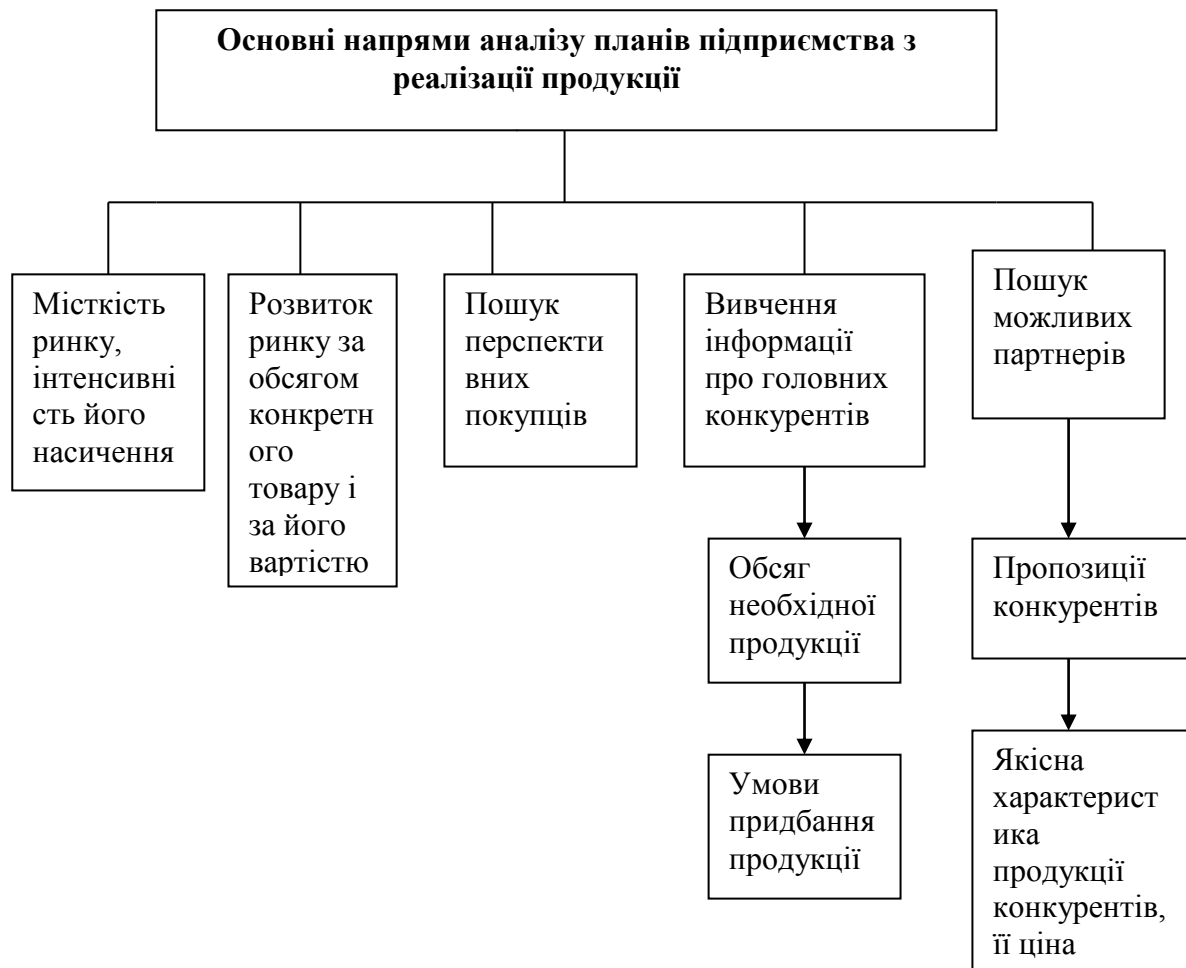 Основні напрями аналізу планів підприємства з
реалізації продукції
Місткість
ринку,
інтенсивні
сть його
насичення
Розвиток
ринку за
обсягом
конкретн
ого
товару і
за його
вартістю
Пошук
перспекти
вних
покупців
Вивчення
інформації
про головних
конкурентів
Пошук
можливих
партнерів
Обсяг
необхідної
продукції
Пропозиції
конкурентів
Умови
придбання
продукції
Якісна
характерист
ика
продукції
конкурентів,
її ціна